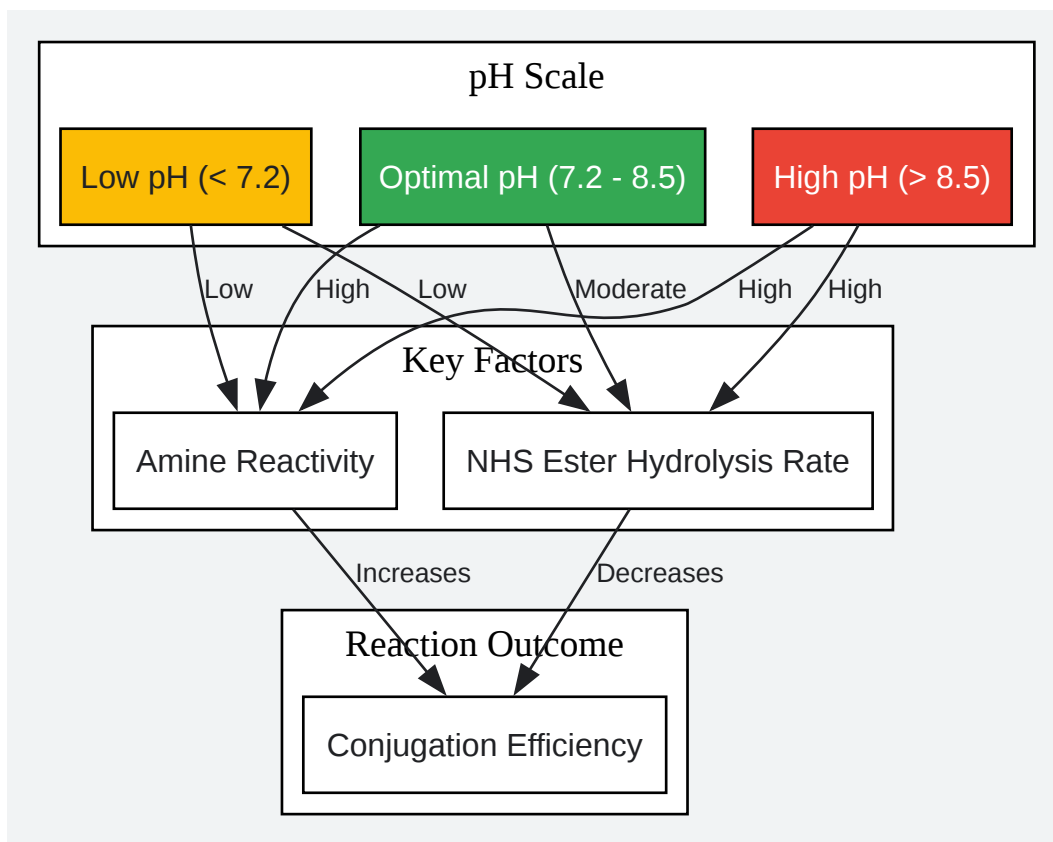 pH Scale
Low pH (< 7.2)
Optimal pH (7.2 - 8.5)
High pH (> 8.5)
Low
High
Low
Moderate
High
High
Key Factors
Amine Reactivity
NHS Ester Hydrolysis Rate
Increases
Decreases
Reaction Outcome
Conjugation Efficiency